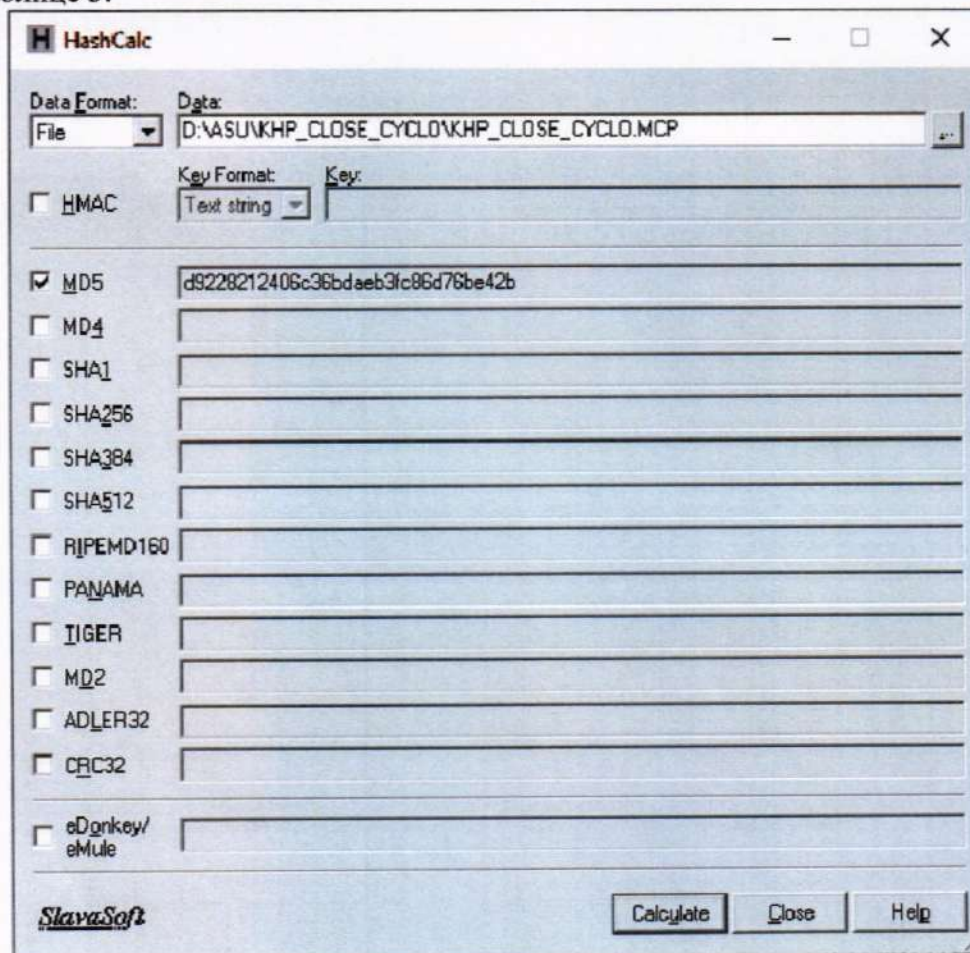 HashCalc
Data Format:
Data:
File
D:\ASU\KHP_CLOSE_CYCLO\KHP_CLOSE_CYCLO.MCP
...
HMAC
Key Format:
Key:
Text string
MD5
d9228212406c36bdaeb3fc86d76be42b
MD4
SHA1
SHA256
SHA384
SHA512
RIPEMD160
PANAMA
TIGER
MD2
ADLER32
CRC32
eDonkey/
eMule
SlavaSoft
Calculate
Close
Help